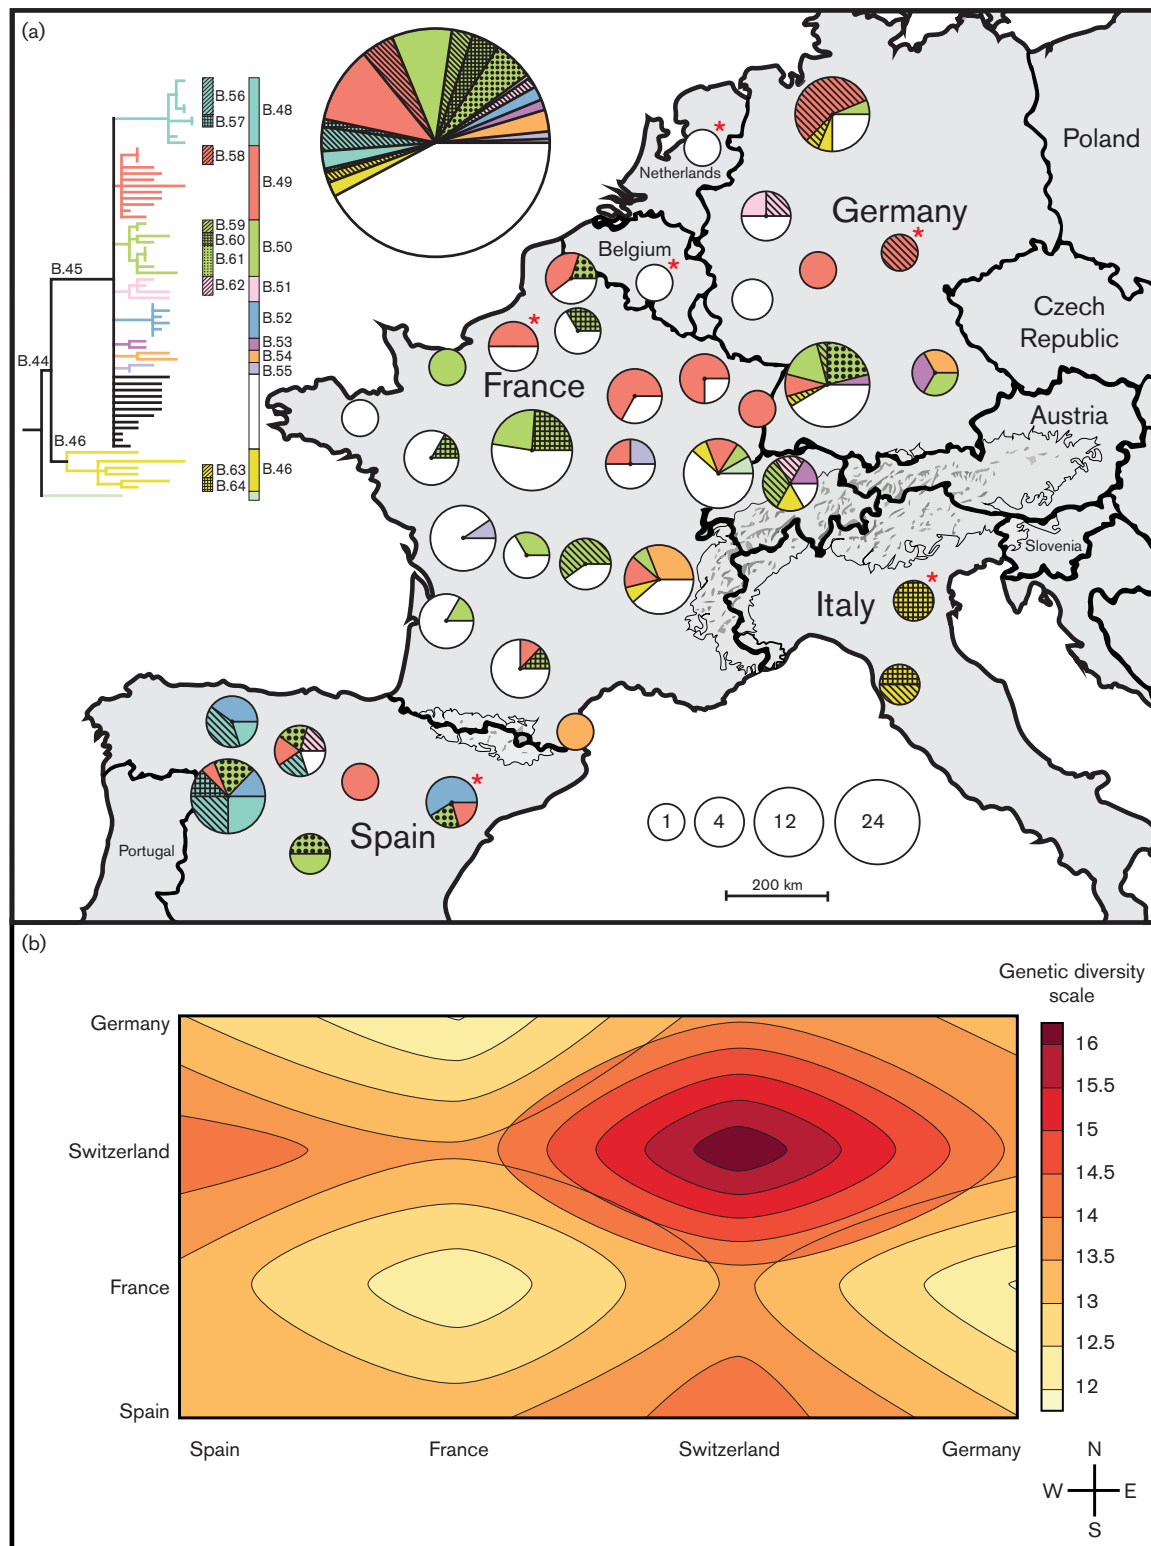 (a)
B.56
B.48
B.57
B.58
B.49
B.59
B.60
B.50
B.61
B.45
B.62
B.51
B.52
B.53
B.54
B.44
B.55
B.46
B.63
B.46
B.64
*
Netherlands
Poland
Germany
*
Belgium
*
Czech
Republic
*
France
Austria
Slovenia
*
Italy
*
Spain
Portugal
1
4
12
24
200 km
(b)
Genetic diversity
scale
Germany
Switzerland
France
Spain
16
15.5
15
14.5
14
13.5
13
12.5
12
Spain
France
Switzerland
Germany
N
W
E
S